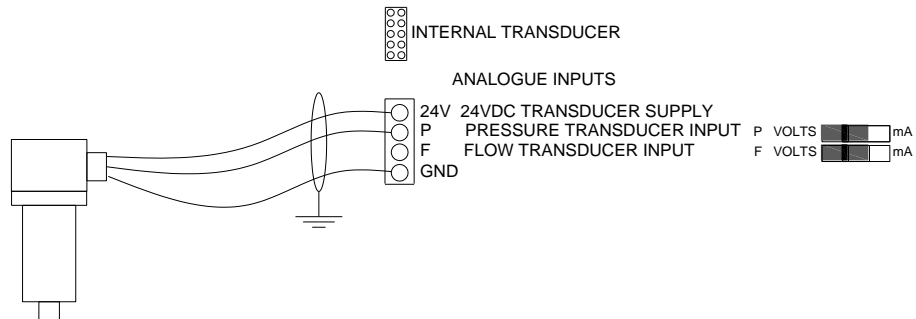 INTERNAL TRANSDUCER
ANALOGUE INPUTS
24V 24VDC TRANSDUCER SUPPLY
P PRESSURE TRANSDUCER INPUT P VOLTS mA
F FLOW TRANSDUCER INPUT F VOLTS mA
GND